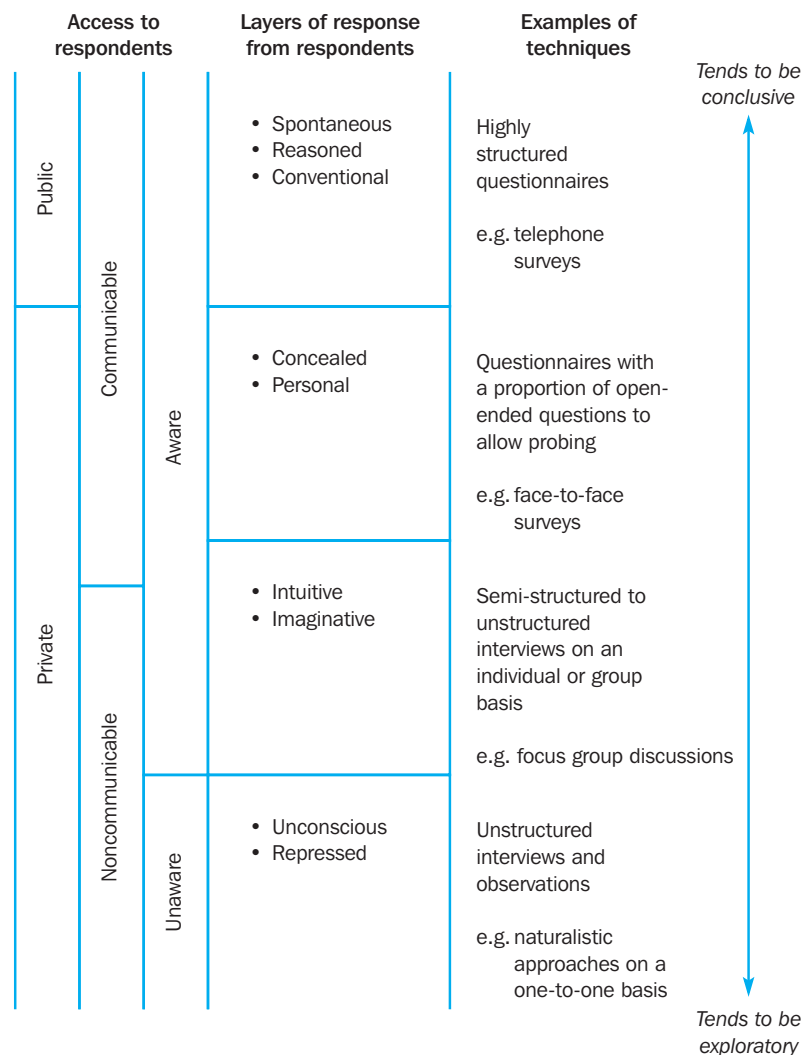 Access to
respondents
Layers of response
from respondents
Examples of
techniques
Tends to be
conclusive
Public
Private
Communicable
Noncommunicable
Aware
Unaware
• Spontaneous
• Reasoned
• Conventional
Highly
structured
questionnaires
e.g. telephone
surveys
• Concealed
• Personal
Questionnaires with
a proportion of open-
ended questions to
allow probing
e.g. face-to-face
surveys
• Intuitive
• Imaginative
Semi-structured to
unstructured
interviews on an
individual or group
basis
e.g. focus group discussions
• Unconscious
• Repressed
Unstructured
interviews and
observations
e.g. naturalistic
approaches on a
one-to-one basis
Tends to be
exploratory